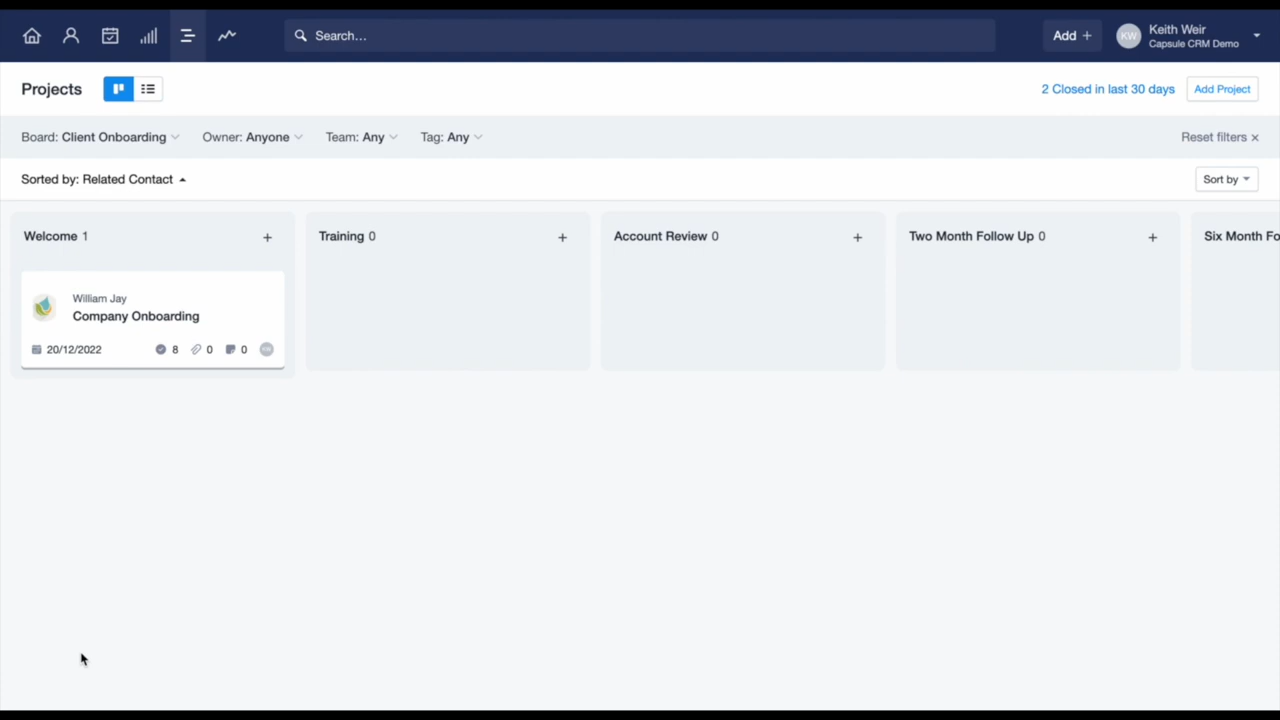 Search...
Add +
KW
Keith Weir
Capsule CRM Demo
Projects
2 Closed in last 30 days
Add Project
Board: Client Onboarding
Owner: Anyone
Team: Any
Tag: Any
Reset filters ×
Sorted by: Related Contact
Sort by
Welcome 1 +
Training 0 +
Account Review 0 +
Two Month Follow Up 0 +
Six Month Fo
William Jay
Company Onboarding
20/12/2022
8
0
0
KW